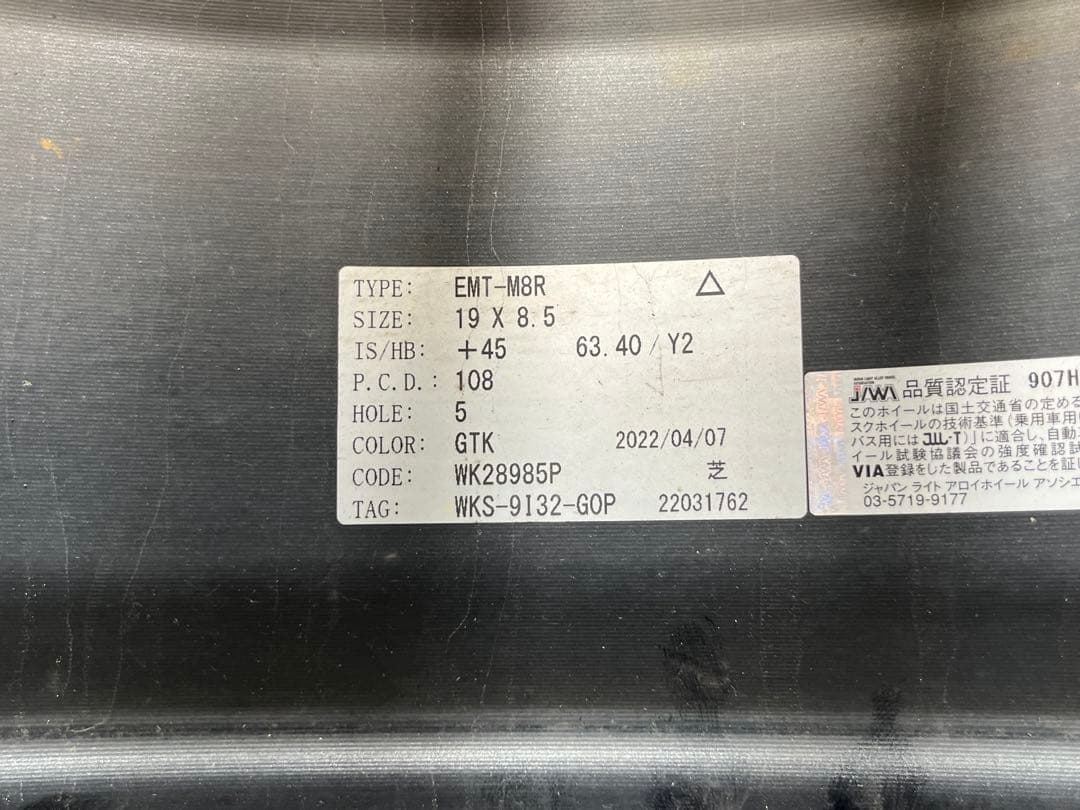 TYPE: EMT-M8R △
SIZE: 19 X 8.5
IS/HB: +45 63.40 / Y2
P.C.D.: 108
HOLE: 5
COLOR: GTK 2022/04/07
CODE: WK28985P 芝
TAG: WKS-9I32-GOP 22031762
JAWA 品質認定証 907H
このホイールは国土交通省の定める
スクホイールの技術基準(乗用車用
バス用にはJWL-T)」に適合し、自動
イール試験協議会の強度確認試
VIA登録をした製品であることを証
ジャパン ライト アロイホイール アソシエ
03-5719-9177